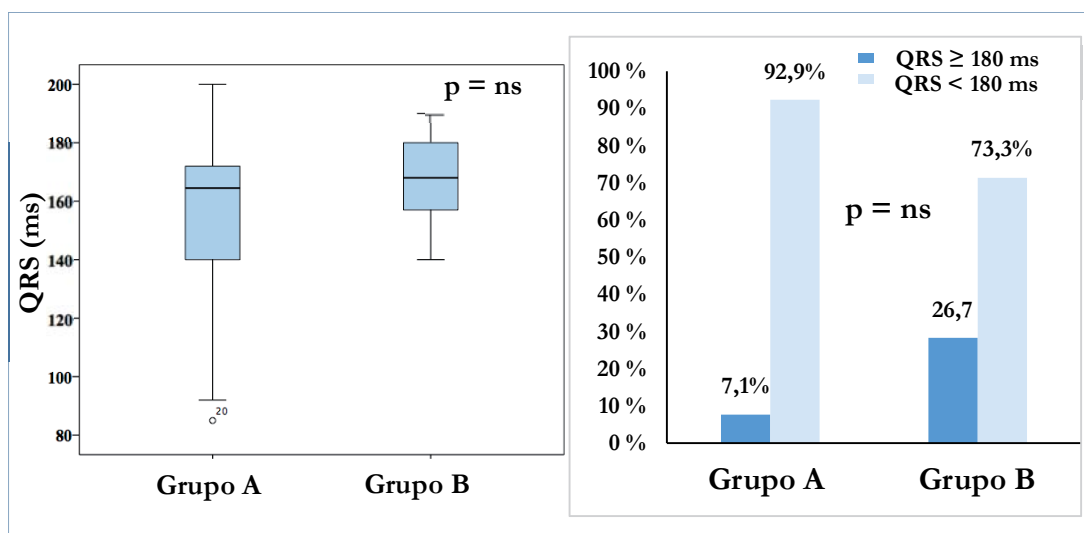 200
180
160
140
120
100
80
QRS (ms)
p = ns
20
Grupo A
Grupo B
QRS ≥ 180 ms
QRS < 180 ms
100 %
90 %
80 %
70 %
60 %
50 %
40 %
30 %
20 %
10 %
0 %
92,9%
73,3%
p = ns
26,7
7,1%
Grupo A
Grupo B